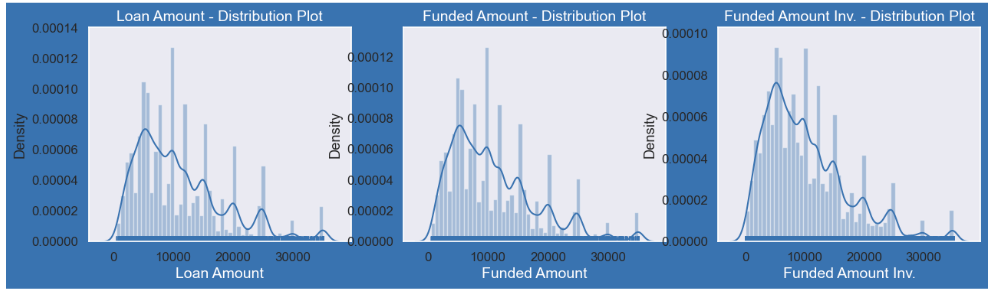 Loan Amount - Distribution Plot
0.00014
0.00012
0.00010
0.00008
0.00006
0.00004
0.00002
0.00000
Density
0 10000 20000 30000
Loan Amount
Funded Amount - Distribution Plot
0.00012
0.00010
0.00008
0.00006
0.00004
0.00002
0.00000
Density
0 10000 20000 30000
Funded Amount
Funded Amount Inv. - Distribution Plot
0.00010
0.00008
0.00006
0.00004
0.00002
0.00000
Density
0 10000 20000 30000
Funded Amount Inv.